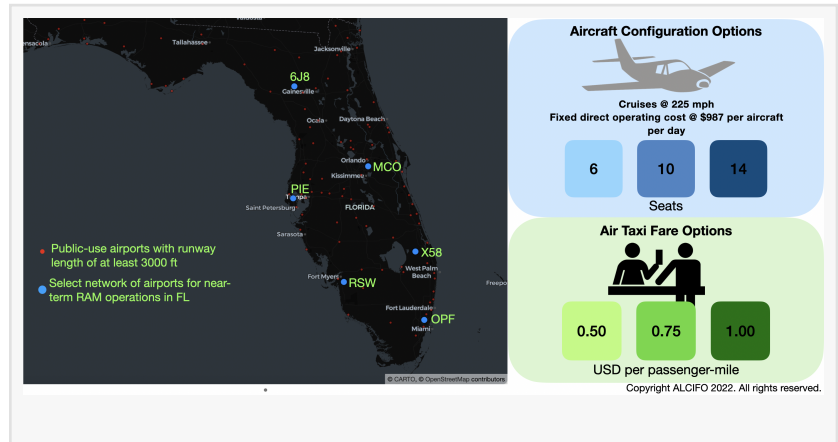 Valdosta
ensacola
Tallahassee
Jacksonville
6J8
Gainesville
Ocala
Daytona Beach
Orlando
MCO
Kissimmee
PIE
Tampa
Saint Petersburg
FLORIDA
Sarasota
Public-use airports with runway
length of at least 3000 ft
X58
West Palm
Beach
Fort Myers
RSW
Freepo
Select network of airports for near-
term RAM operations in FL
Fort Lauderdale
OPF
Miami
© CARTO, © OpenStreetMap contributors
Aircraft Configuration Options
Cruises @ 225 mph
Fixed direct operating cost @ $987 per aircraft
per day
6 10 14
Seats
Air Taxi Fare Options
0.50 0.75 1.00
USD per passenger-mile
Copyright ALCIFO 2022. All rights reserved.